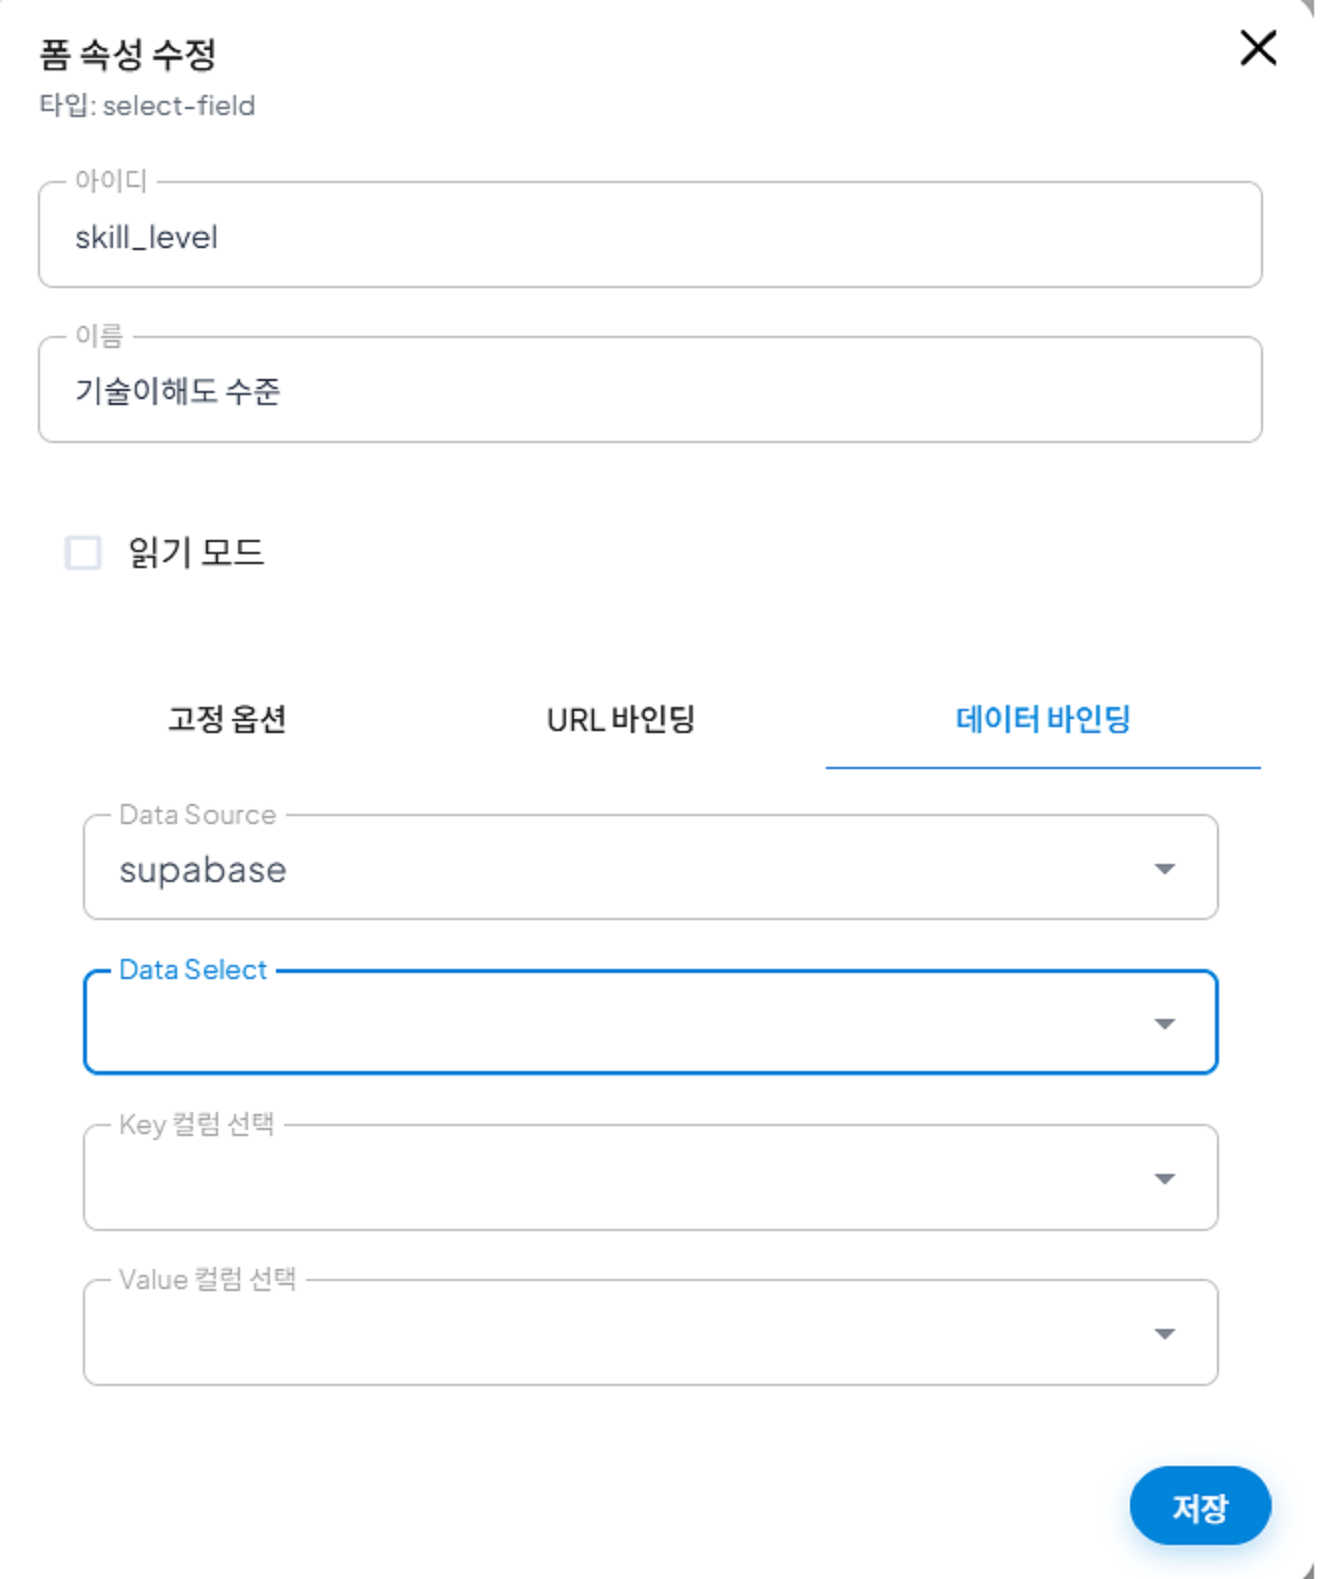 폼 속성 수정
타입: select-field
아이디
skill_level
이름
기술이해도 수준
읽기 모드
고정 옵션 URL 바인딩 데이터 바인딩
Data Source
supabase
Data Select
Key 컬럼 선택
Value 컬럼 선택
저장